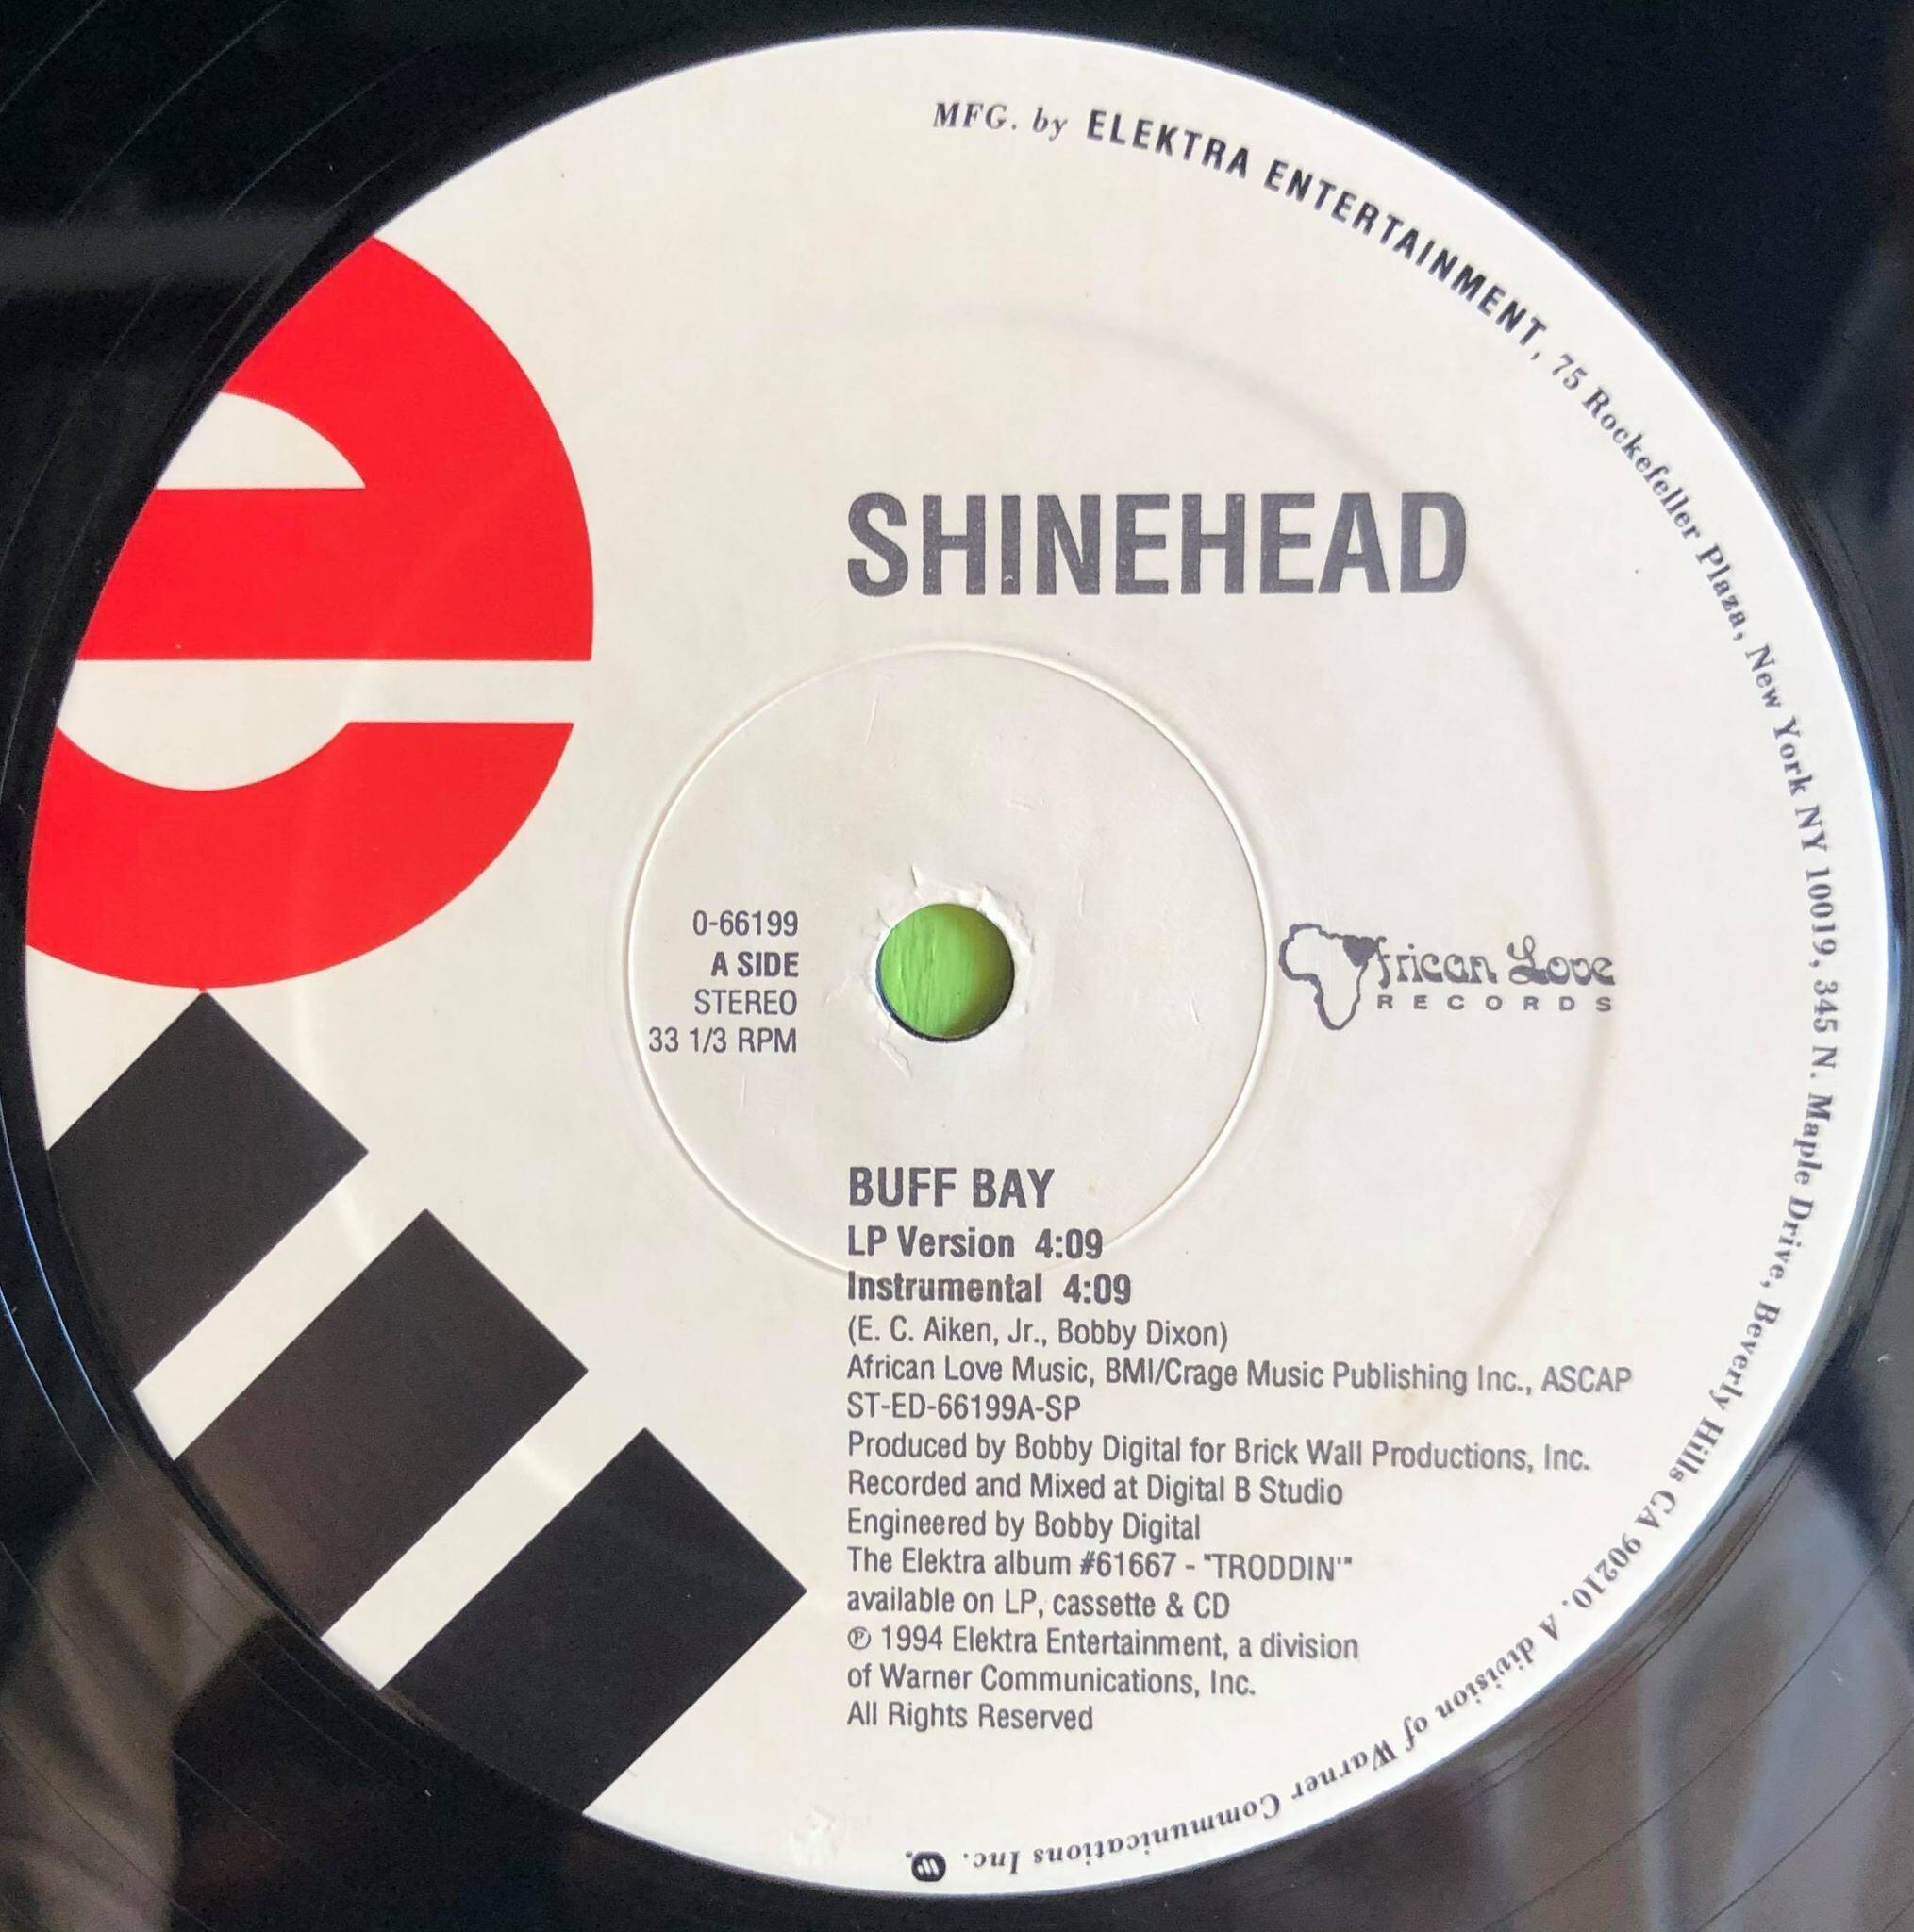 MFG. by ELEKTRA ENTERTAINMENT, 75 Rockefeller Plaza, New York NY 10019, 345 N. Maple Drive, Beverly Hills CA 90210. A division of Warner Communications Inc.
e
SHINEHEAD
0-66199
A SIDE
STEREO
33 1/3 RPM
African Love
RECORDS
BUFF BAY
LP Version 4:09
Instrumental 4:09
(E. C. Aiken, Jr., Bobby Dixon)
African Love Music, BMI/Crage Music Publishing Inc., ASCAP
ST-ED-66199A-SP
Produced by Bobby Digital for Brick Wall Productions, Inc.
Recorded and Mixed at Digital B Studio
Engineered by Bobby Digital
The Elektra album #61667 - "TRODDIN'"
available on LP, cassette & CD
℗ 1994 Elektra Entertainment, a division
of Warner Communications, Inc.
All Rights Reserved